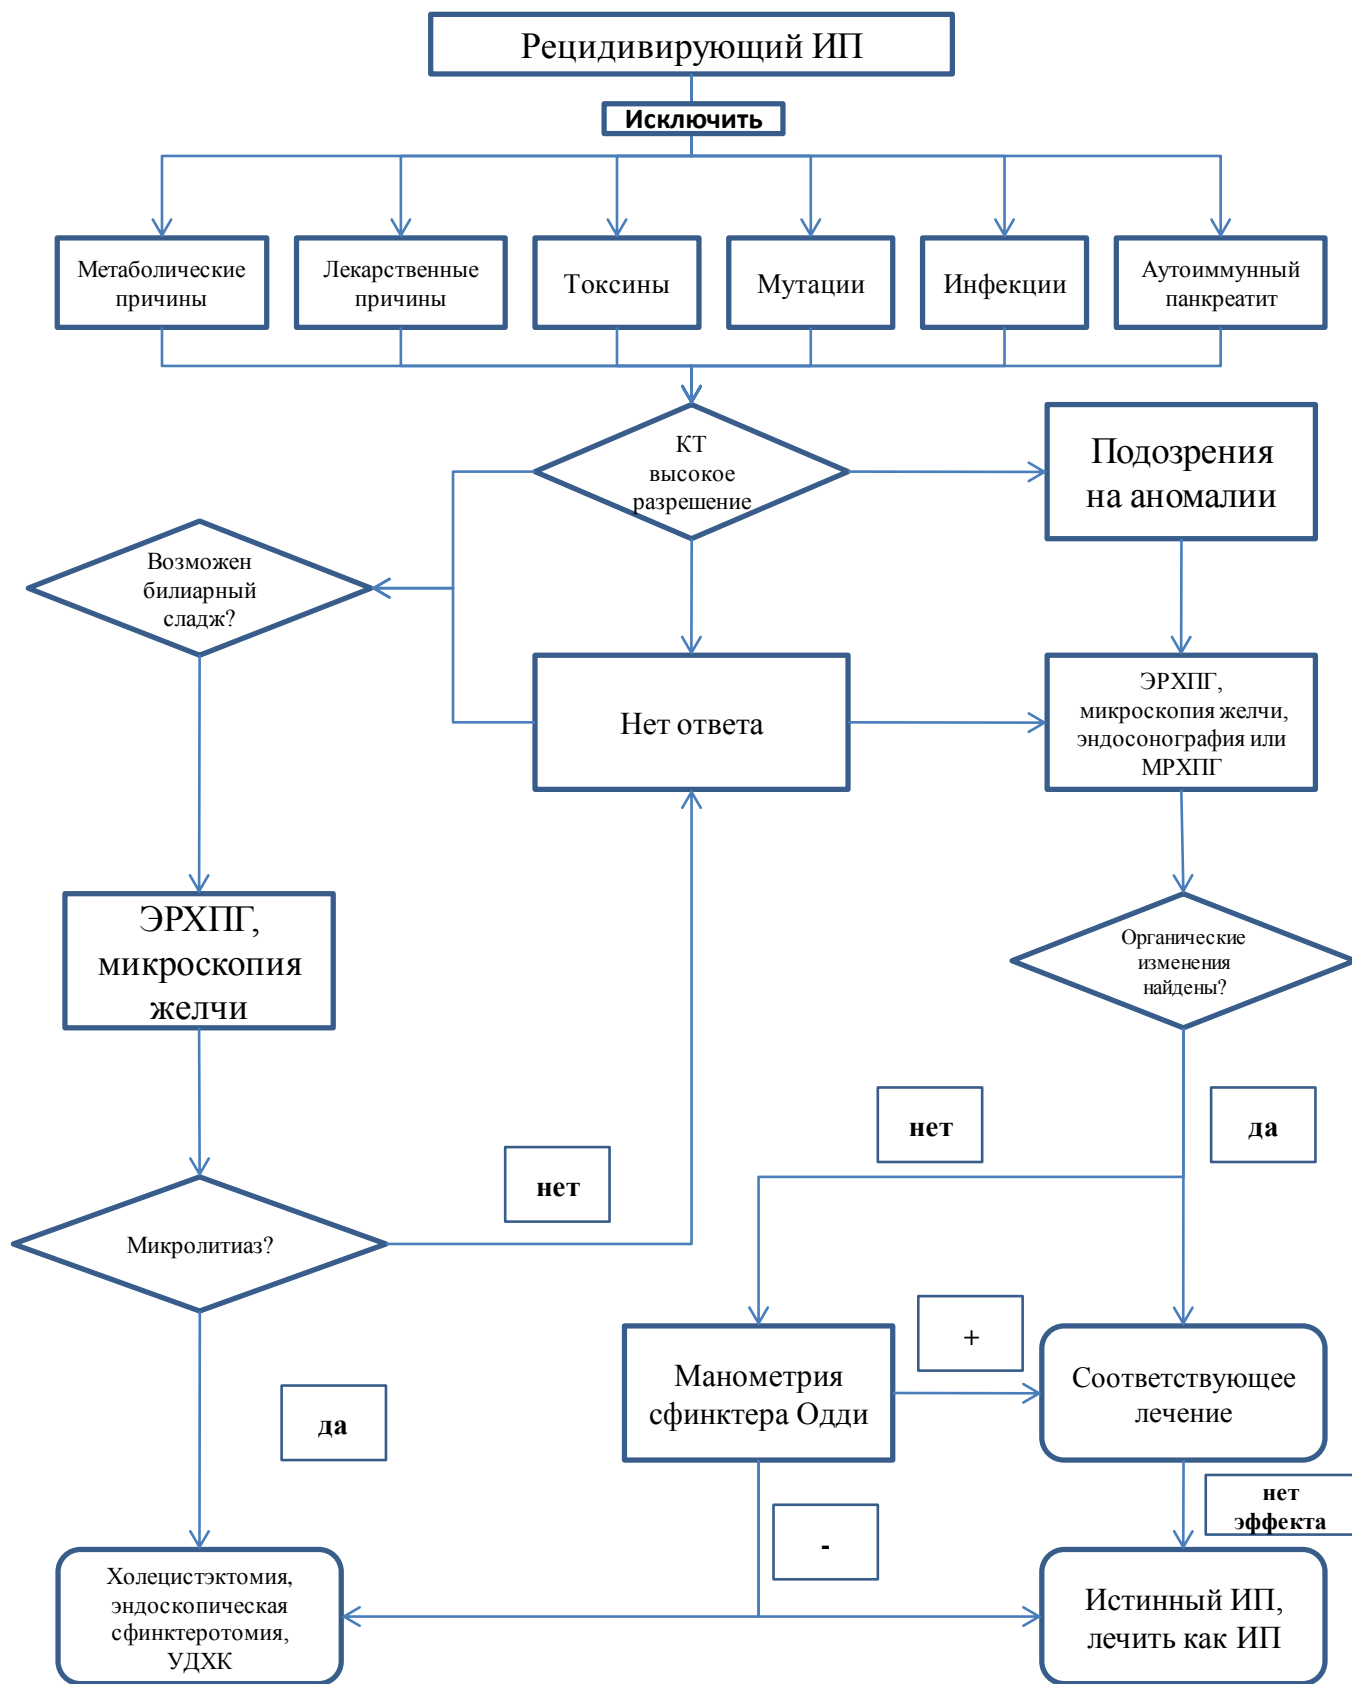 Рецидивирующий ИП
Исключить
Метаболические
причины
Лекарственные
причины
Токсины
Мутации
Инфекции
Аутоиммунный
панкреатит
КТ
высокое
разрешение
Подозрения
на аномалии
Возможен
билиарный
сладж?
Нет ответа
ЭРХПГ,
микроскопия желчи,
эндосонография или
МРХПГ
ЭРХПГ,
микроскопия
желчи
Органические
изменения
найдены?
нет
да
нет
Микролитиаз?
+
Манометрия
сфинктера Одди
Соответствующее
лечение
да
-
нет
эффекта
Холецистэктомия,
эндоскопическая
сфинктеротомия,
УДХК
Истинный ИП,
лечить как ИП